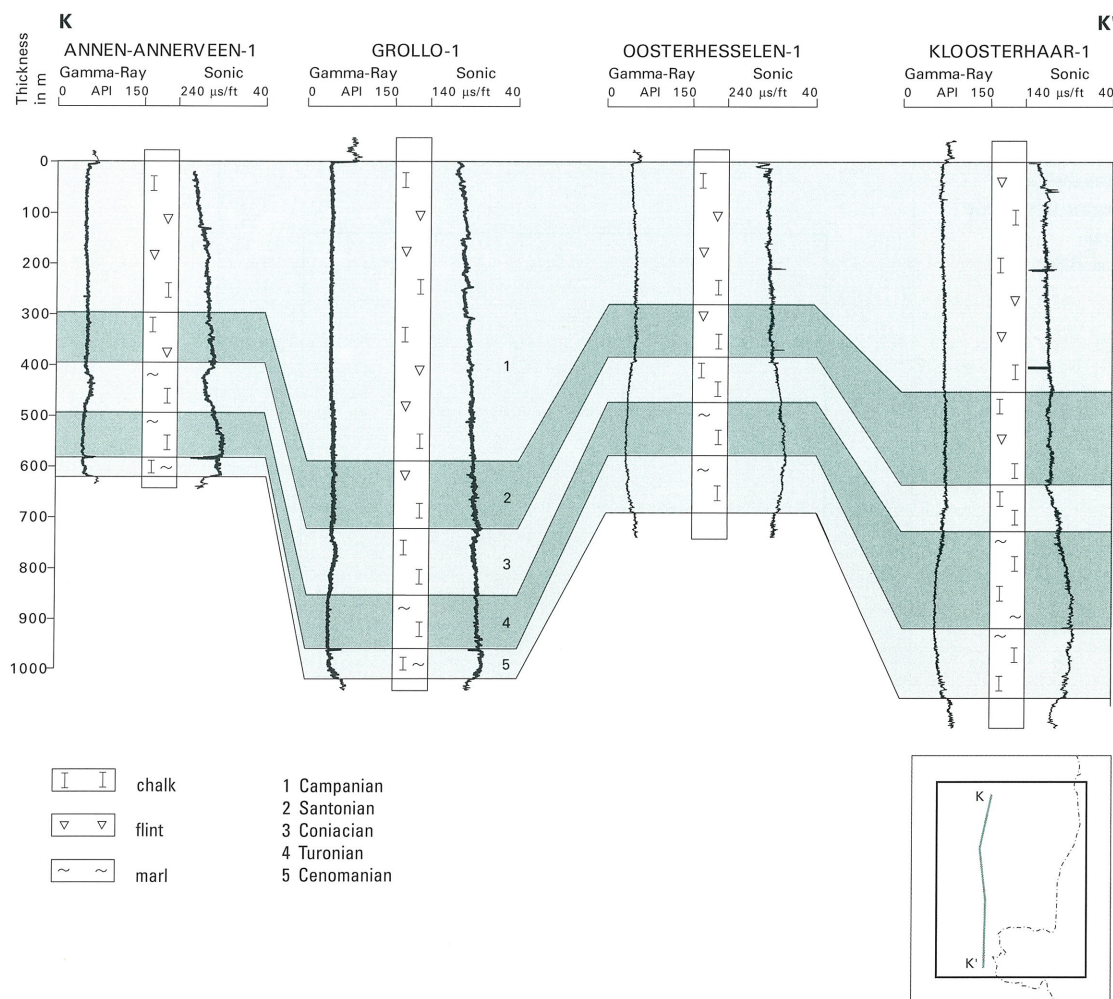 K K'
Thickness in m
ANNEN-ANNERVEEN-1 GROLLO-1 OOSTERHESSELEN-1 KLOOSTERHAAR-1
Gamma-Ray Sonic Gamma-Ray Sonic Gamma-Ray Sonic Gamma-Ray Sonic
0 API 150 240 µs/ft 40 0 API 150 140 µs/ft 40 0 API 150 240 µs/ft 40 0 API 150 140 µs/ft 40
0
100
200
300
400
500
600
700
800
900
1000
1
2
3
4
5
chalk
flint
marl
1 Campanian
2 Santonian
3 Coniacian
4 Turonian
5 Cenomanian
K
K'